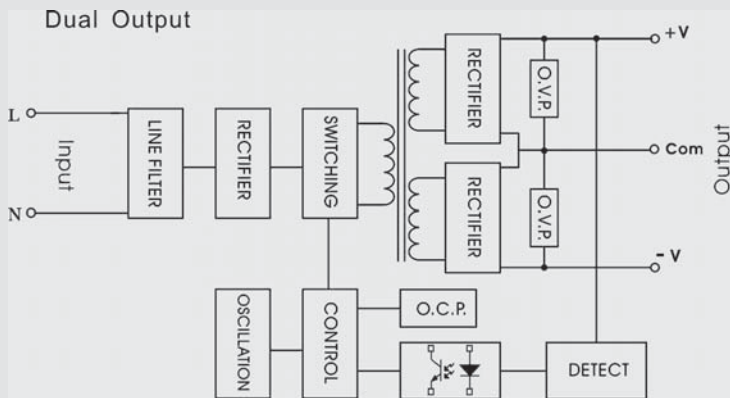 Dual Output
L
N
Input
LINE FILTER
RECTIFIER
SWITCHING
RECTIFIER
RECTIFIER
O.V.P.
O.V.P.
+V
Com
- V
Output
OSCILLATION
CONTROL
O.C.P.
DETECT